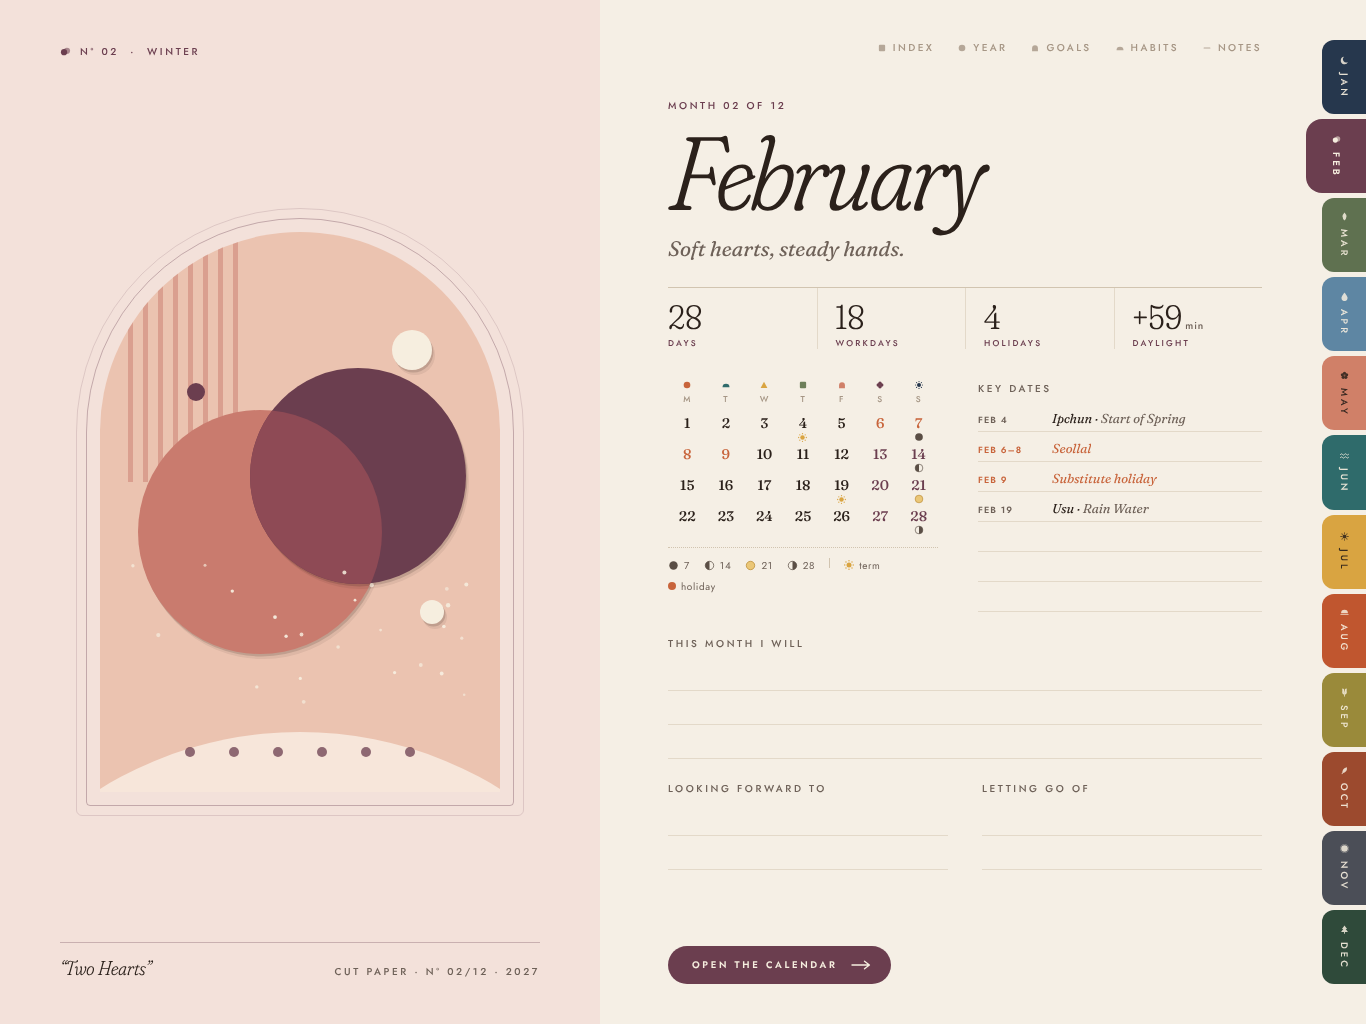 N° 02 · WINTER
INDEX YEAR GOALS HABITS NOTES
MONTH 02 OF 12
February
Soft hearts, steady hands.
28 18 4 +59 min
DAYS WORKDAYS HOLIDAYS DAYLIGHT
M T W T F S S
1 2 3 4 5 6 7
8 9 10 11 12 13 14
15 16 17 18 19 20 21
22 23 24 25 26 27 28
7 14 21 28 term
holiday
KEY DATES
FEB 4 Ipchun · Start of Spring
FEB 6–8 Seollal
FEB 9 Substitute holiday
FEB 19 Usu · Rain Water
THIS MONTH I WILL
LOOKING FORWARD TO
LETTING GO OF
OPEN THE CALENDAR
“Two Hearts”
CUT PAPER · N° 02/12 · 2027
JAN
FEB
MAR
APR
MAY
JUN
JUL
AUG
SEP
OCT
NOV
DEC